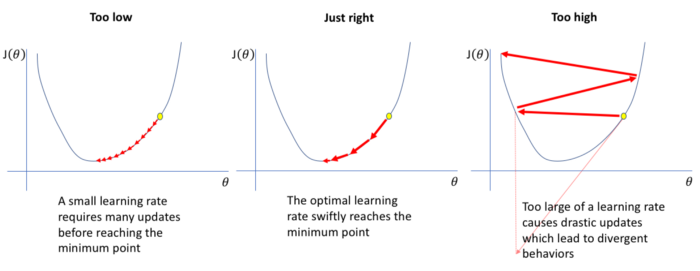 Too low
J(θ)
θ
A small learning rate
requires many updates
before reaching the
minimum point
Just right
J(θ)
θ
The optimal learning
rate swiftly reaches the
minimum point
Too high
J(θ)
θ
Too large of a learning rate
causes drastic updates
which lead to divergent
behaviors